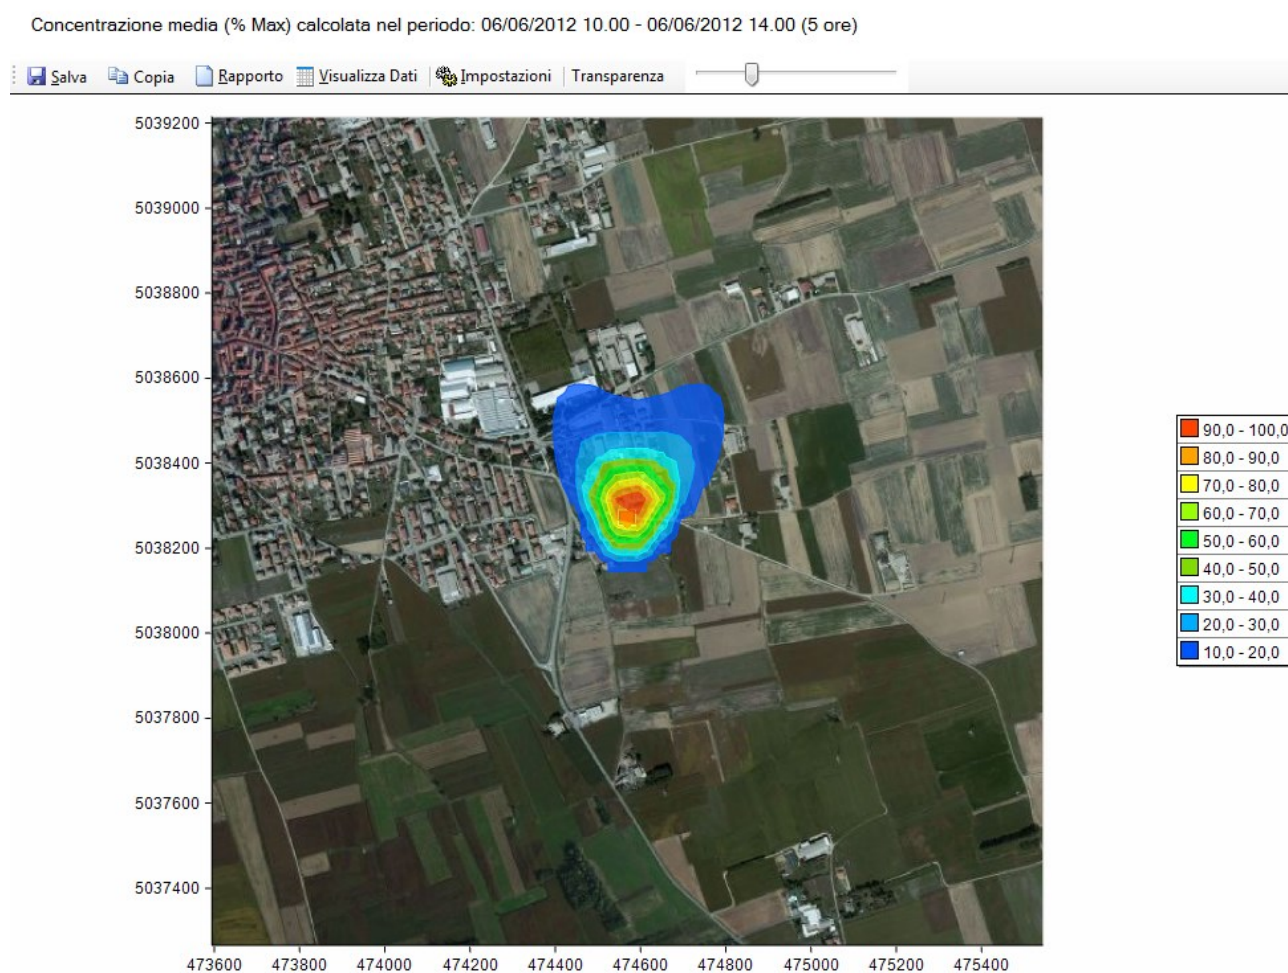 Concentrazione media (% Max) calcolata nel periodo: 06/06/2012 10.00 - 06/06/2012 14.00 (5 ore)
Salva Copia Rapporto Visualizza Dati Impostazioni Transparenza
5039200
5039000
5038800
5038600
5038400
5038200
5038000
5037800
5037600
5037400
473600 473800 474000 474200 474400 474600 474800 475000 475200 475400
90,0 - 100,0
80,0 - 90,0
70,0 - 80,0
60,0 - 70,0
50,0 - 60,0
40,0 - 50,0
30,0 - 40,0
20,0 - 30,0
10,0 - 20,0